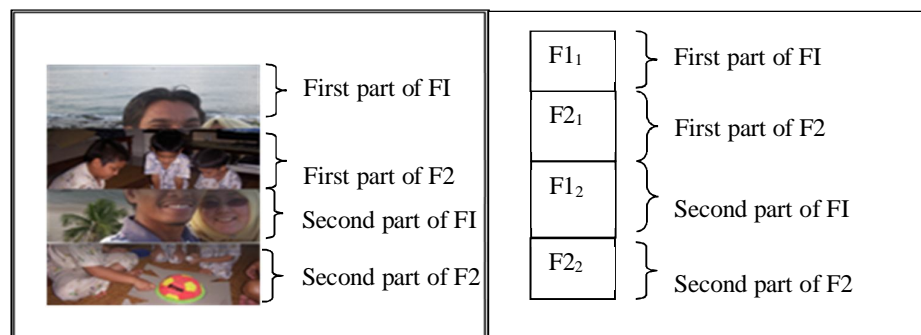 First part of FI
First part of F2
Second part of FI
Second part of F2
F1₁
First part of FI
F2₁
First part of F2
F1₂
Second part of FI
F2₂
Second part of F2